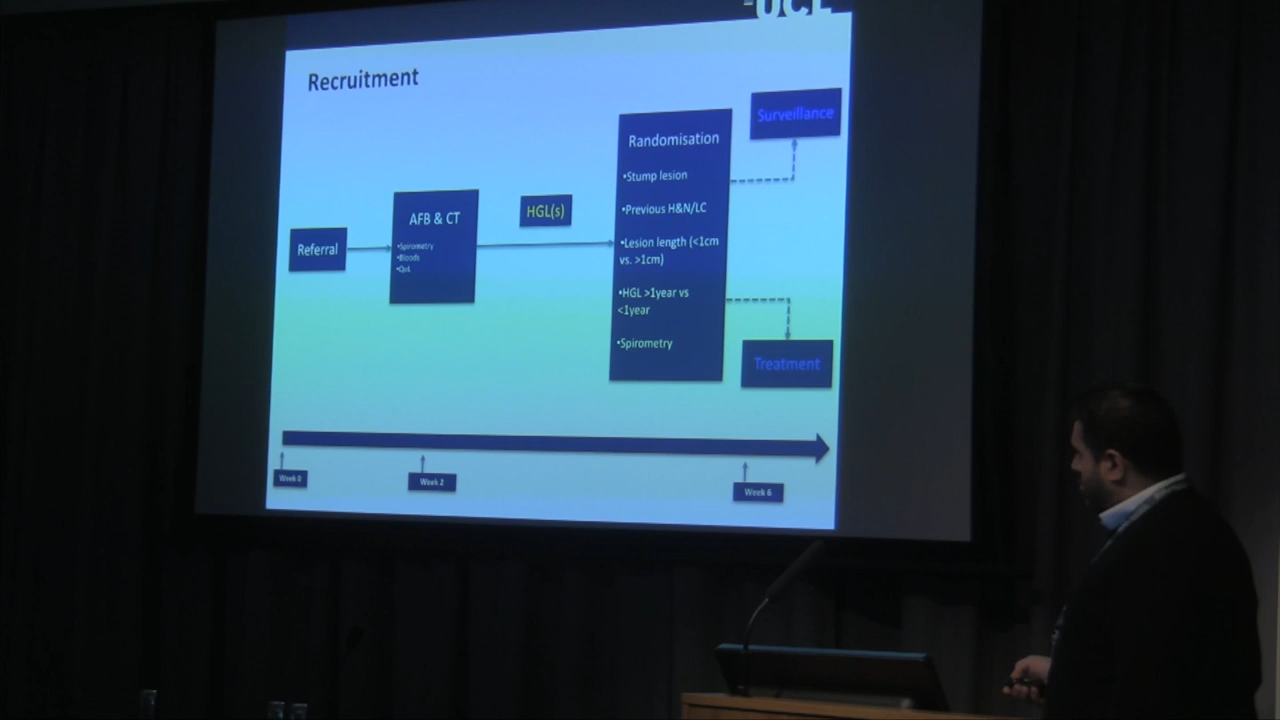 UCL
Recruitment
Referral
AFB & CT
•Spirometry
•Bloods
•QoL
HGL(s)
Randomisation
•Stump lesion
•Previous H&N/LC
•Lesion length (<1cm
vs. >1cm)
•HGL >1year vs
<1year
•Spirometry
Surveillance
Treatment
Week 0
Week 2
Week 6